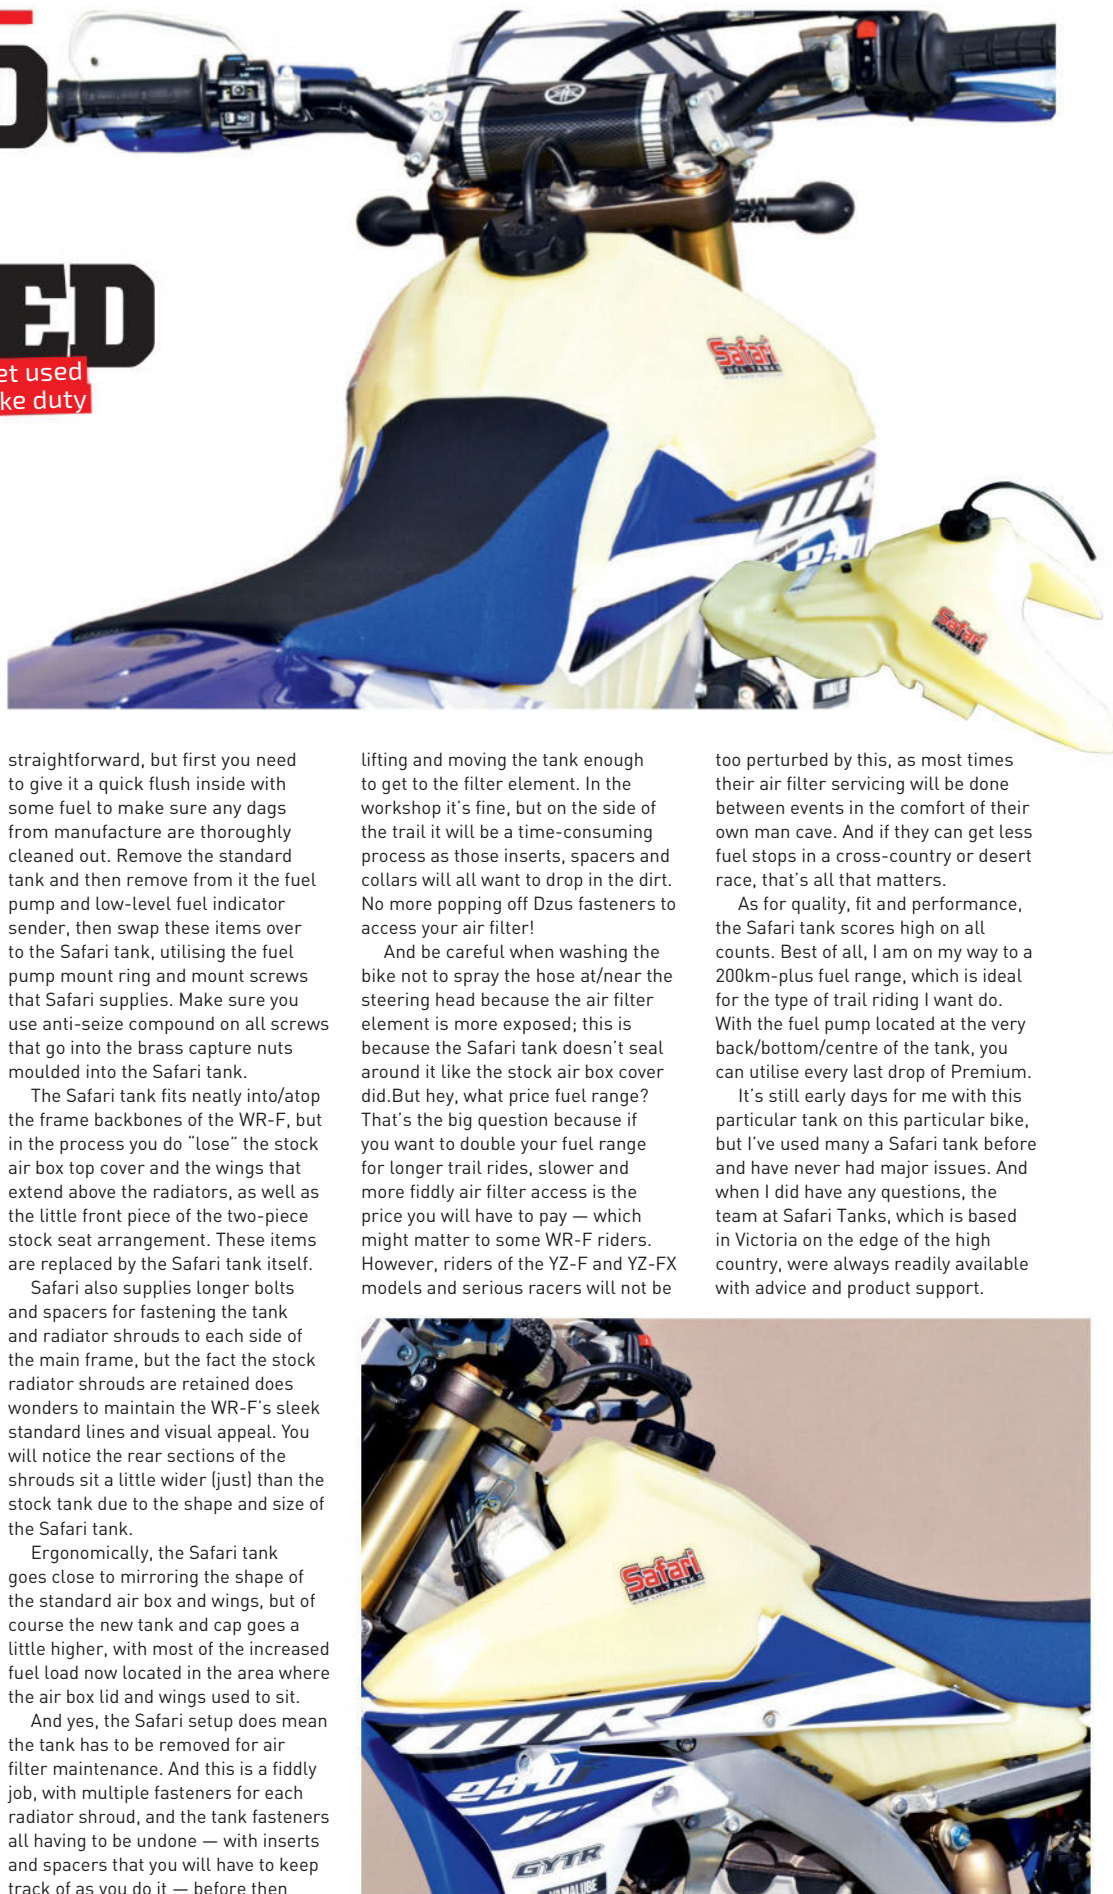 ED
et used
ke duty
Safari
FUEL TANKS
WR
250
YAMALUBE
Safari
straightforward, but first you need
to give it a quick flush inside with
some fuel to make sure any dags
from manufacture are thoroughly
cleaned out. Remove the standard
tank and then remove from it the fuel
pump and low-level fuel indicator
sender, then swap these items over
to the Safari tank, utilising the fuel
pump mount ring and mount screws
that Safari supplies. Make sure you
use anti-seize compound on all screws
that go into the brass capture nuts
moulded into the Safari tank.
The Safari tank fits neatly into/atop
the frame backbones of the WR-F, but
in the process you do “lose” the stock
air box top cover and the wings that
extend above the radiators, as well as
the little front piece of the two-piece
stock seat arrangement. These items
are replaced by the Safari tank itself.
Safari also supplies longer bolts
and spacers for fastening the tank
and radiator shrouds to each side of
the main frame, but the fact the stock
radiator shrouds are retained does
wonders to maintain the WR-F’s sleek
standard lines and visual appeal. You
will notice the rear sections of the
shrouds sit a little wider (just) than the
stock tank due to the shape and size of
the Safari tank.
Ergonomically, the Safari tank
goes close to mirroring the shape of
the standard air box and wings, but of
course the new tank and cap goes a
little higher, with most of the increased
fuel load now located in the area where
the air box lid and wings used to sit.
And yes, the Safari setup does mean
the tank has to be removed for air
filter maintenance. And this is a fiddly
job, with multiple fasteners for each
radiator shroud, and the tank fasteners
all having to be undone — with inserts
and spacers that you will have to keep
track of as you do it — before then
lifting and moving the tank enough
to get to the filter element. In the
workshop it’s fine, but on the side of
the trail it will be a time-consuming
process as those inserts, spacers and
collars will all want to drop in the dirt.
No more popping off Dzus fasteners to
access your air filter!
And be careful when washing the
bike not to spray the hose at/near the
steering head because the air filter
element is more exposed; this is
because the Safari tank doesn’t seal
around it like the stock air box cover
did.But hey, what price fuel range?
That’s the big question because if
you want to double your fuel range
for longer trail rides, slower and
more fiddly air filter access is the
price you will have to pay — which
might matter to some WR-F riders.
However, riders of the YZ-F and YZ-FX
models and serious racers will not be
too perturbed by this, as most times
their air filter servicing will be done
between events in the comfort of their
own man cave. And if they can get less
fuel stops in a cross-country or desert
race, that’s all that matters.
As for quality, fit and performance,
the Safari tank scores high on all
counts. Best of all, I am on my way to a
200km-plus fuel range, which is ideal
for the type of trail riding I want do.
With the fuel pump located at the very
back/bottom/centre of the tank, you
can utilise every last drop of Premium.
It’s still early days for me with this
particular tank on this particular bike,
but I’ve used many a Safari tank before
and have never had major issues. And
when I did have any questions, the
team at Safari Tanks, which is based
in Victoria on the edge of the high
country, were always readily available
with advice and product support.
Safari
FUEL TANKS
WR
250F
GYTR
YAMALUBE